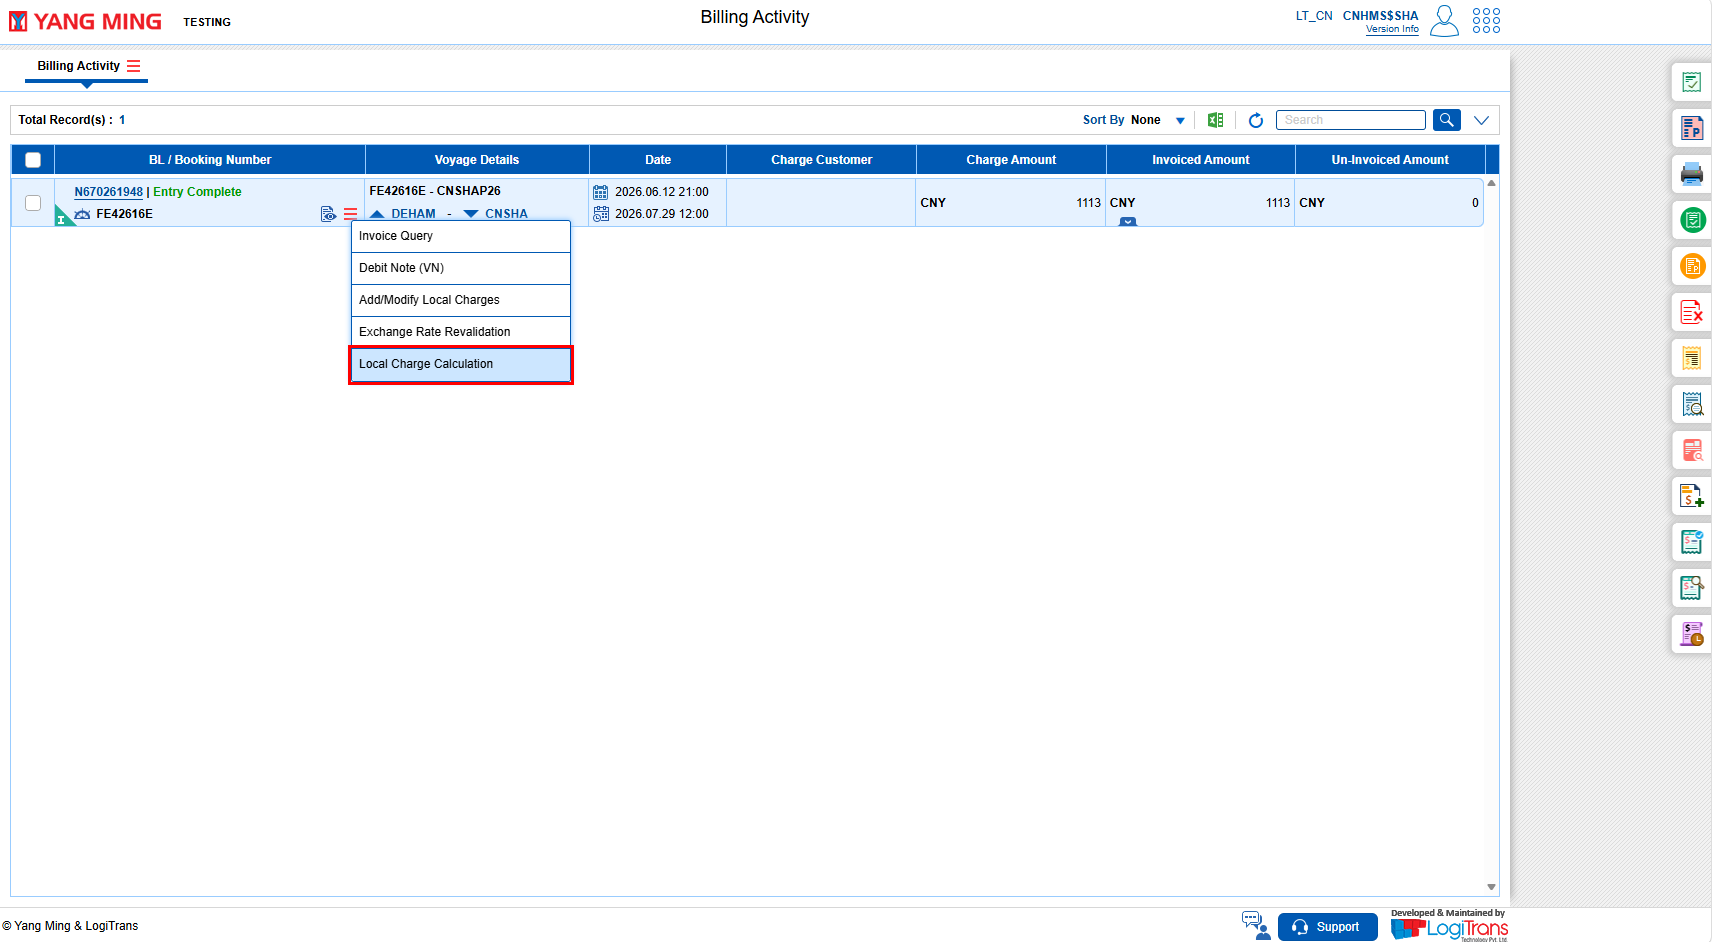 YANG MING
TESTING
Billing Activity
LT_CN CNHMS$SHA
Version Info
Billing Activity
Total Record(s) : 1
Sort By None
Search
BL / Booking Number Voyage Details Date Charge Customer Charge Amount Invoiced Amount Un-Invoiced Amount
N670261948 | Entry Complete FE42616E - CNSHAP26 2026.06.12 21:00
CNY 1113 CNY 1113 CNY 0
I FE42616E DEHAM - CNSHA 2026.07.29 12:00
Invoice Query
Debit Note (VN)
Add/Modify Local Charges
Exchange Rate Revalidation
Local Charge Calculation
© Yang Ming & LogiTrans
Support
Developed & Maintained by
LogiTrans
Technology Pvt. Ltd.